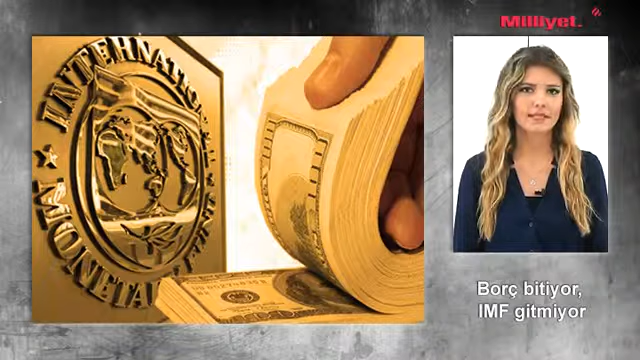 Milliyet.
INTERNATIONAL
MONETARY
Borç bitiyor,
IMF gitmiyor